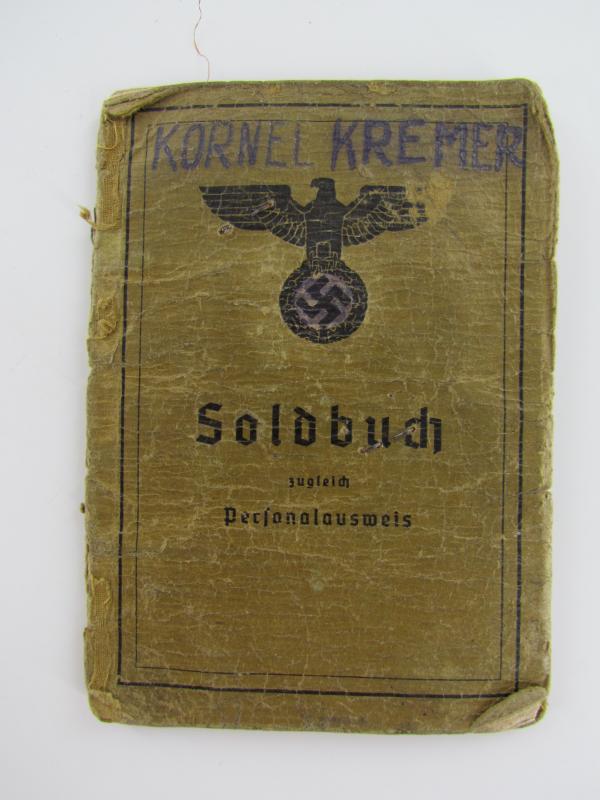 KORNEL KREMER
Soldbuch
zugleich
Personalausweis